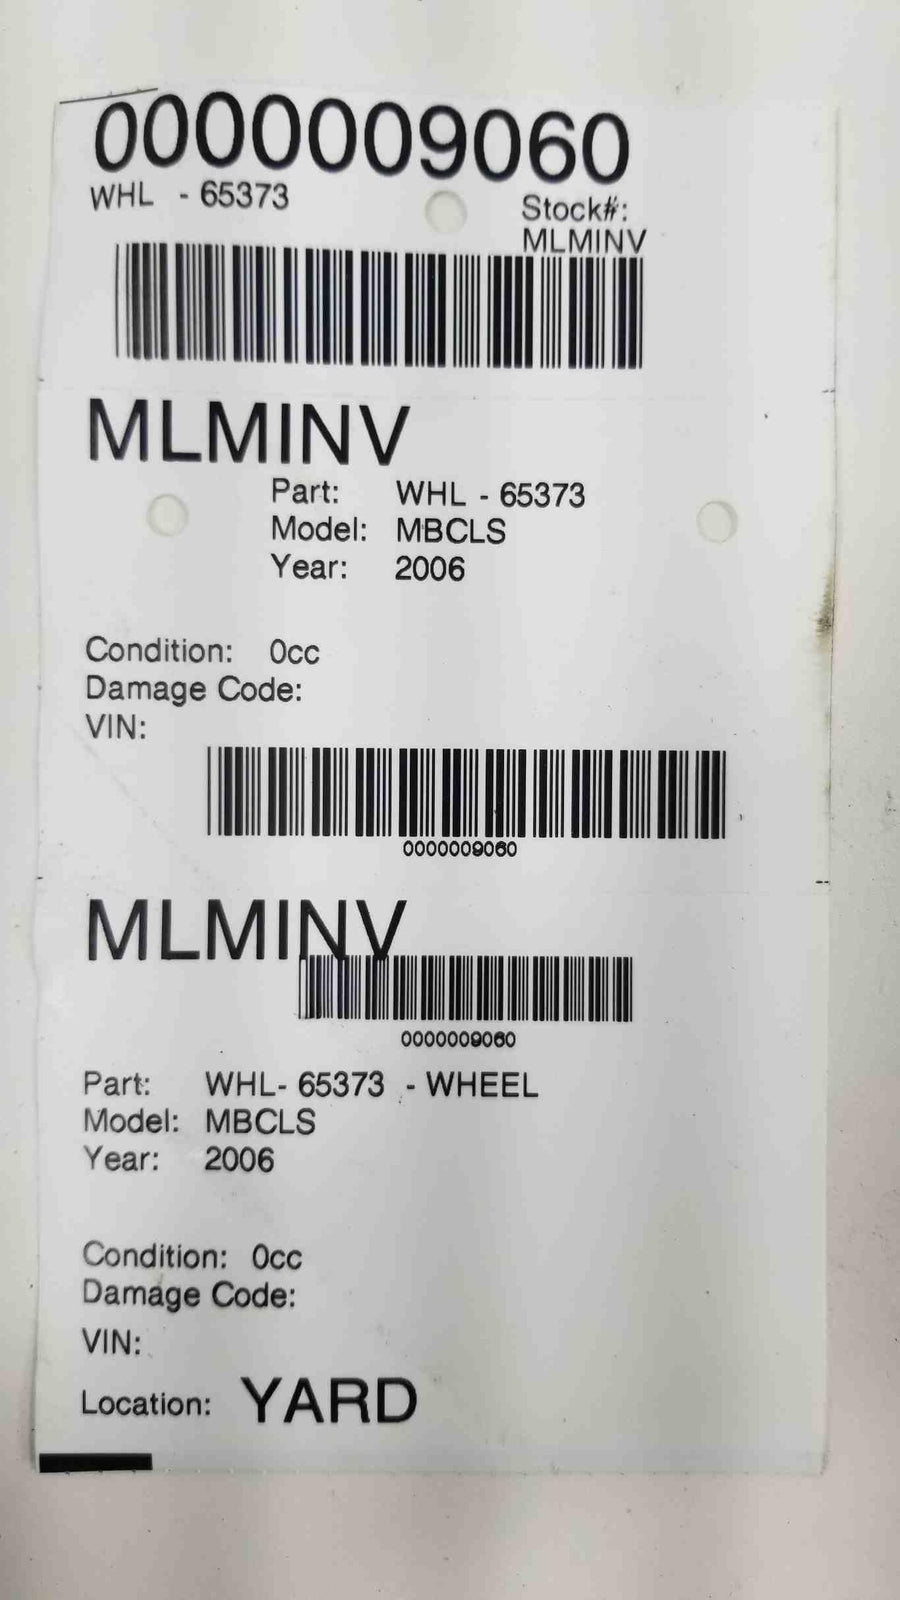 0000009060
WHL - 65373
Stock#:
MLMINV
MLMINV
Part: WHL - 65373
Model: MBCLS
Year: 2006
Condition: 0cc
Damage Code:
VIN:
0000009060
MLMINV
0000009060
Part: WHL- 65373 - WHEEL
Model: MBCLS
Year: 2006
Condition: 0cc
Damage Code:
VIN:
Location: YARD